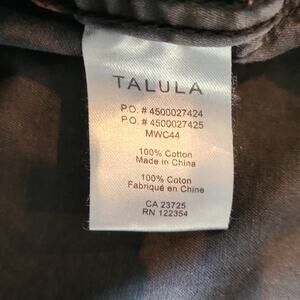 TALULA
P.O. # 4500027424
P.O. # 4500027425
MWC44
100% Cotton
Made in China
100% Coton
Fabriqué en Chine
CA 23725
RN 122354